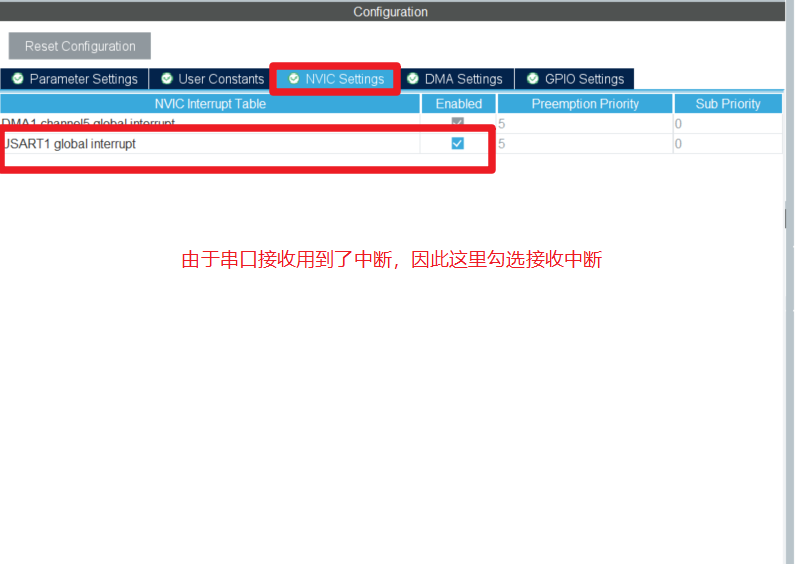 Configuration
Reset Configuration
Parameter Settings User Constants NVIC Settings DMA Settings GPIO Settings
NVIC Interrupt Table Enabled Preemption Priority Sub Priority
DMA1 channel5 global interrupt 5 0
USART1 global interrupt 5 0
由于串口接收用到了中断，因此这里勾选接收中断